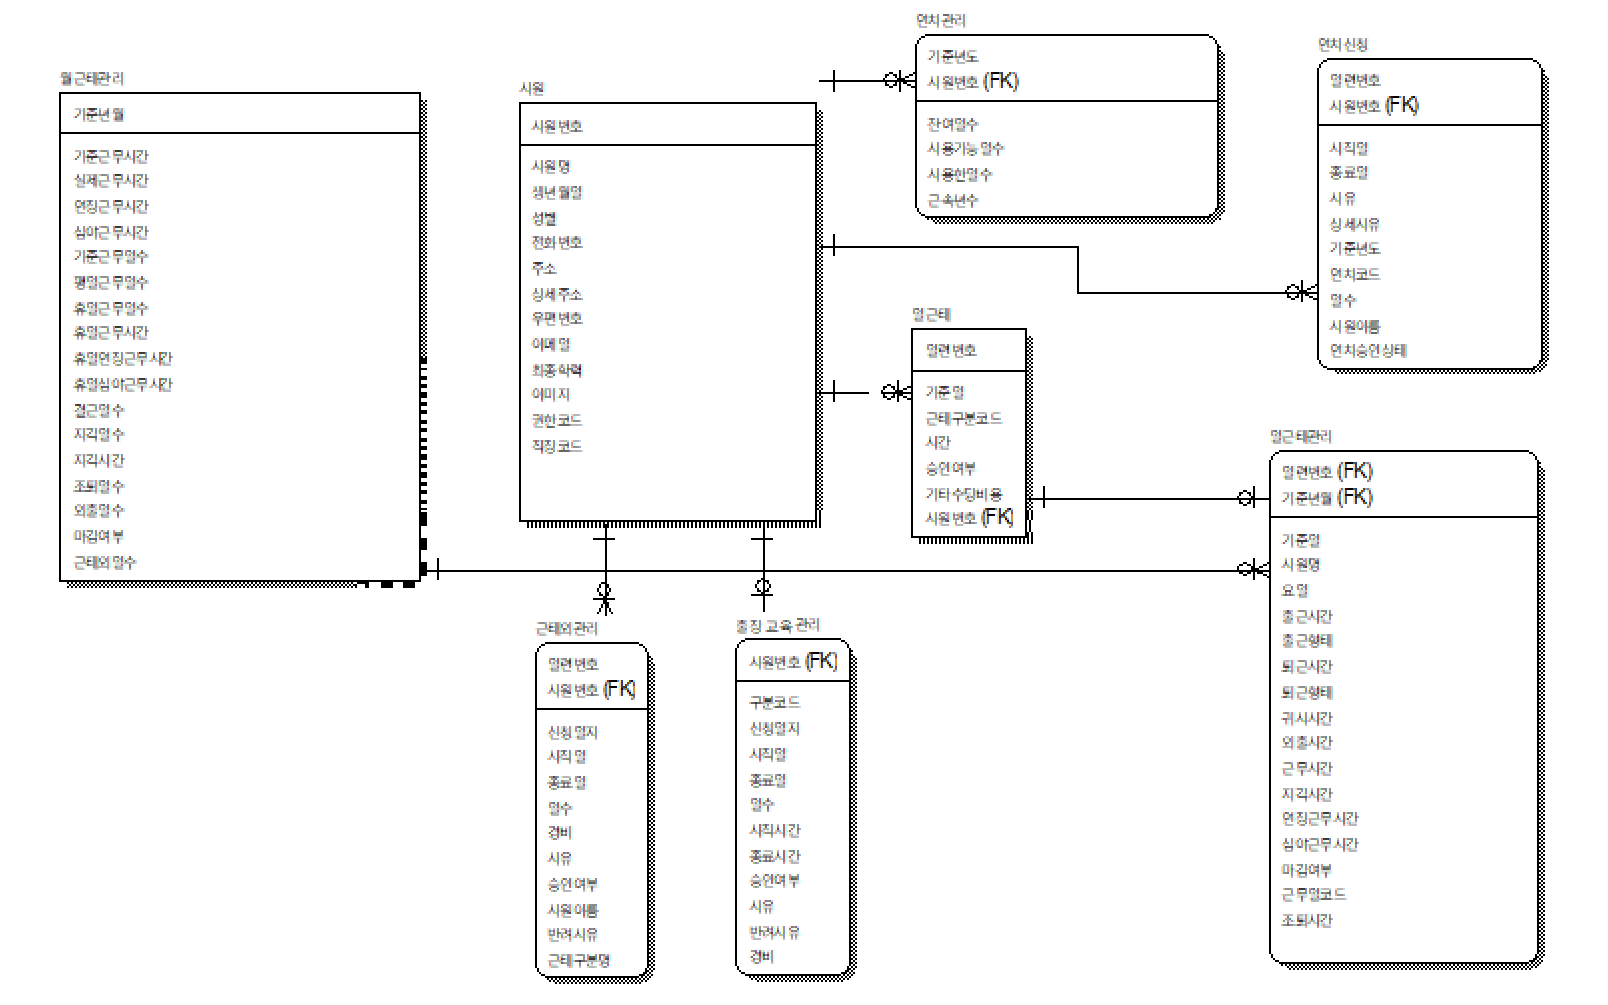 월근태관리
기준년월
기준근무시간
실제근무시간
연장근무시간
심야근무시간
기준근무일수
평일근무일수
휴일근무일수
휴일근무시간
휴일연장근무시간
휴일심야근무시간
결근일수
지각일수
지각시간
조퇴일수
외출일수
마감여부
근태외일수
사원
사원번호
사원명
생년월일
성별
전화번호
주소
상세주소
우편번호
이메일
최종학력
이미지
권한코드
직장코드
연차관리
기준년도
사원번호 (FK)
잔여일수
사용가능일수
사용한일수
근속년수
연차신청
일련번호
사원번호 (FK)
시작일
종료일
사유
상세사유
기준년도
연차코드
일수
사원이름
연차승인상태
일근태
일련번호
기준일
근태구분코드
시간
승인여부
기타수당비용
사원번호 (FK)
일근태관리
일련번호 (FK)
기준년월 (FK)
기준일
사원명
요일
출근시간
출근형태
퇴근시간
퇴근형태
귀사시간
외출시간
근무시간
지각시간
연장근무시간
심야근무시간
마감여부
근무일코드
조퇴시간
근태외관리
일련번호
사원번호 (FK)
신청일자
시작일
종료일
일수
경비
사유
승인여부
사원이름
반려사유
근태구분명
출장 교육 관리
사원번호 (FK)
구분코드
신청일자
시작일
종료일
일수
시작시간
종료시간
승인여부
사유
반려사유
경비